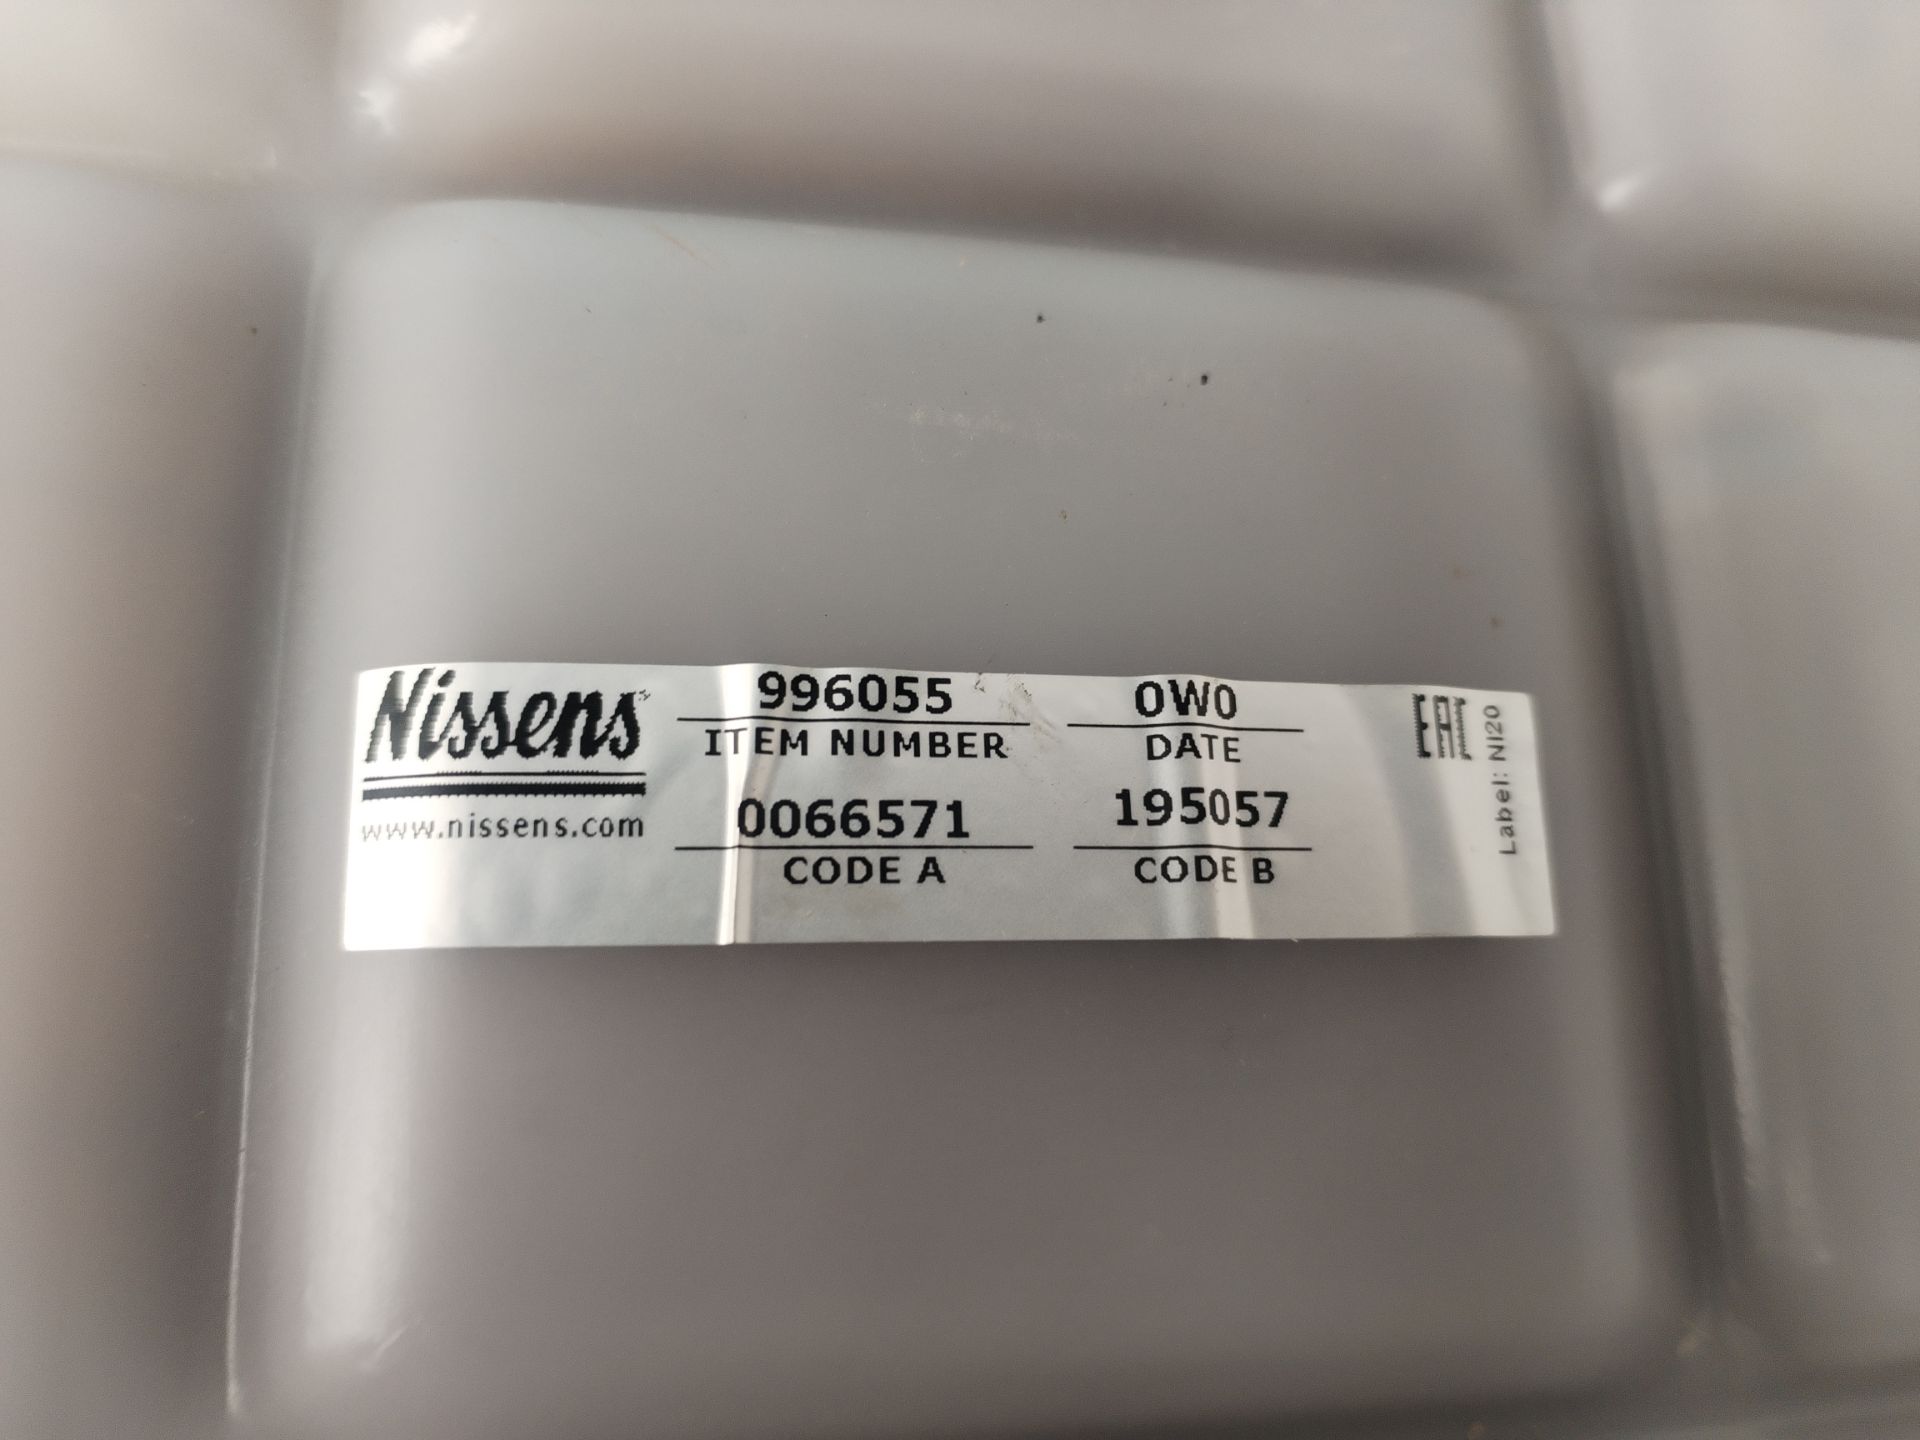 Nissens
www.nissens.com
996055
ITEM NUMBER
0W0
DATE
0066571
CODE A
195057
CODE B
EAC
Label: NI20